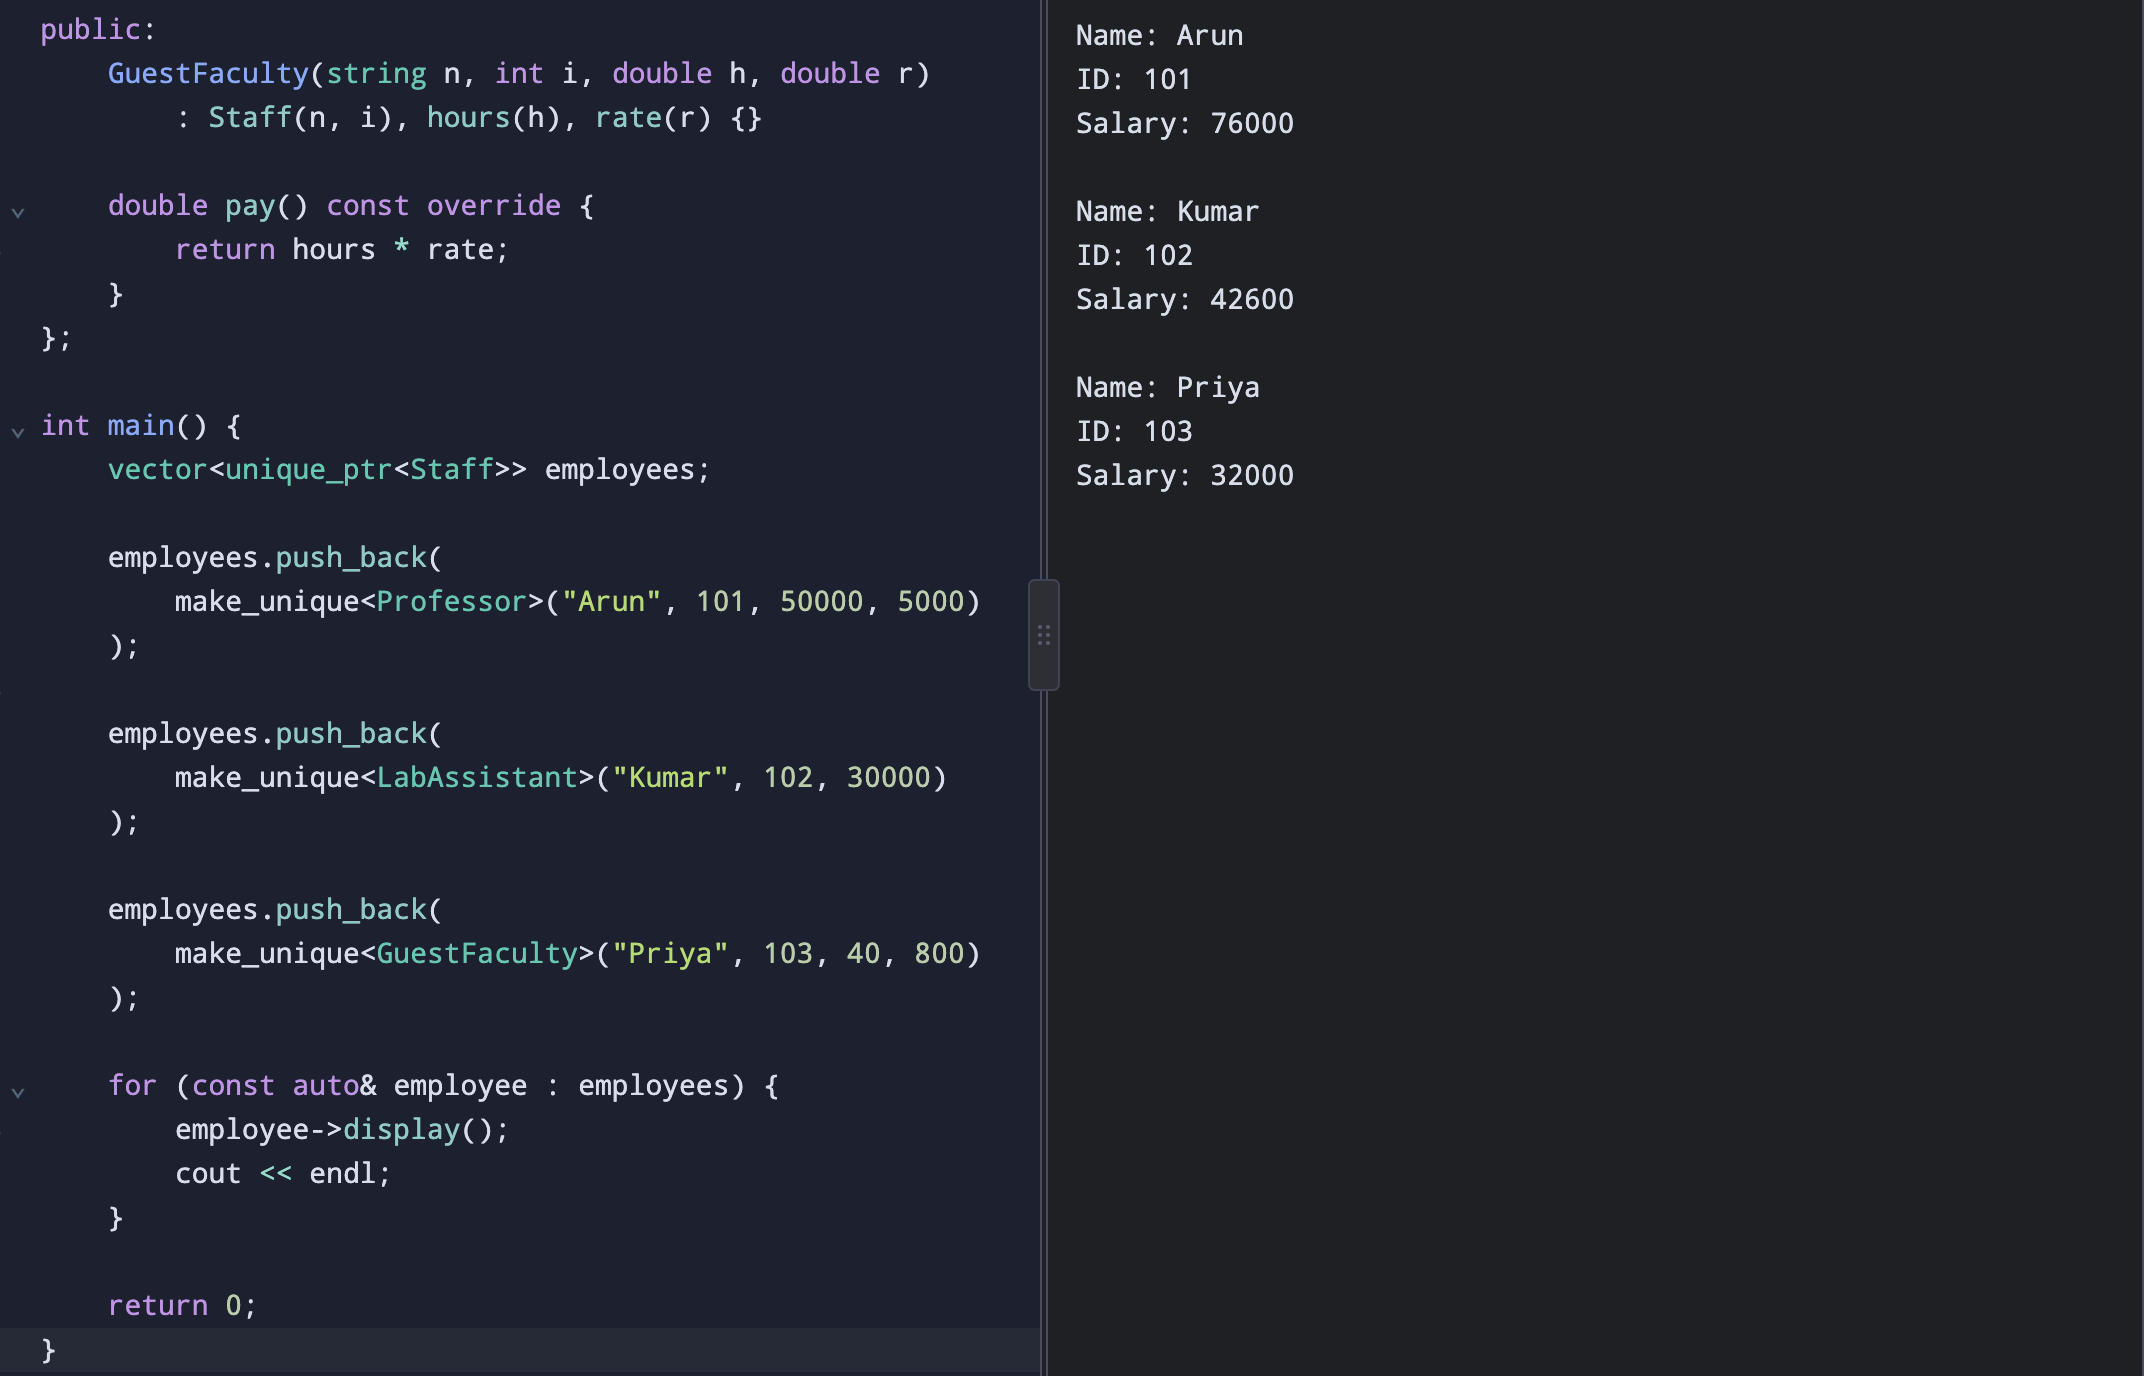 public:
    GuestFaculty(string n, int i, double h, double r)
        : Staff(n, i), hours(h), rate(r) {}

    double pay() const override {
        return hours * rate;
    }
};

int main() {
    vector<unique_ptr<Staff>> employees;

    employees.push_back(
        make_unique<Professor>("Arun", 101, 50000, 5000)
    );

    employees.push_back(
        make_unique<LabAssistant>("Kumar", 102, 30000)
    );

    employees.push_back(
        make_unique<GuestFaculty>("Priya", 103, 40, 800)
    );

    for (const auto& employee : employees) {
        employee->display();
        cout << endl;
    }

    return 0;
}
Name: Arun
ID: 101
Salary: 76000

Name: Kumar
ID: 102
Salary: 42600

Name: Priya
ID: 103
Salary: 32000